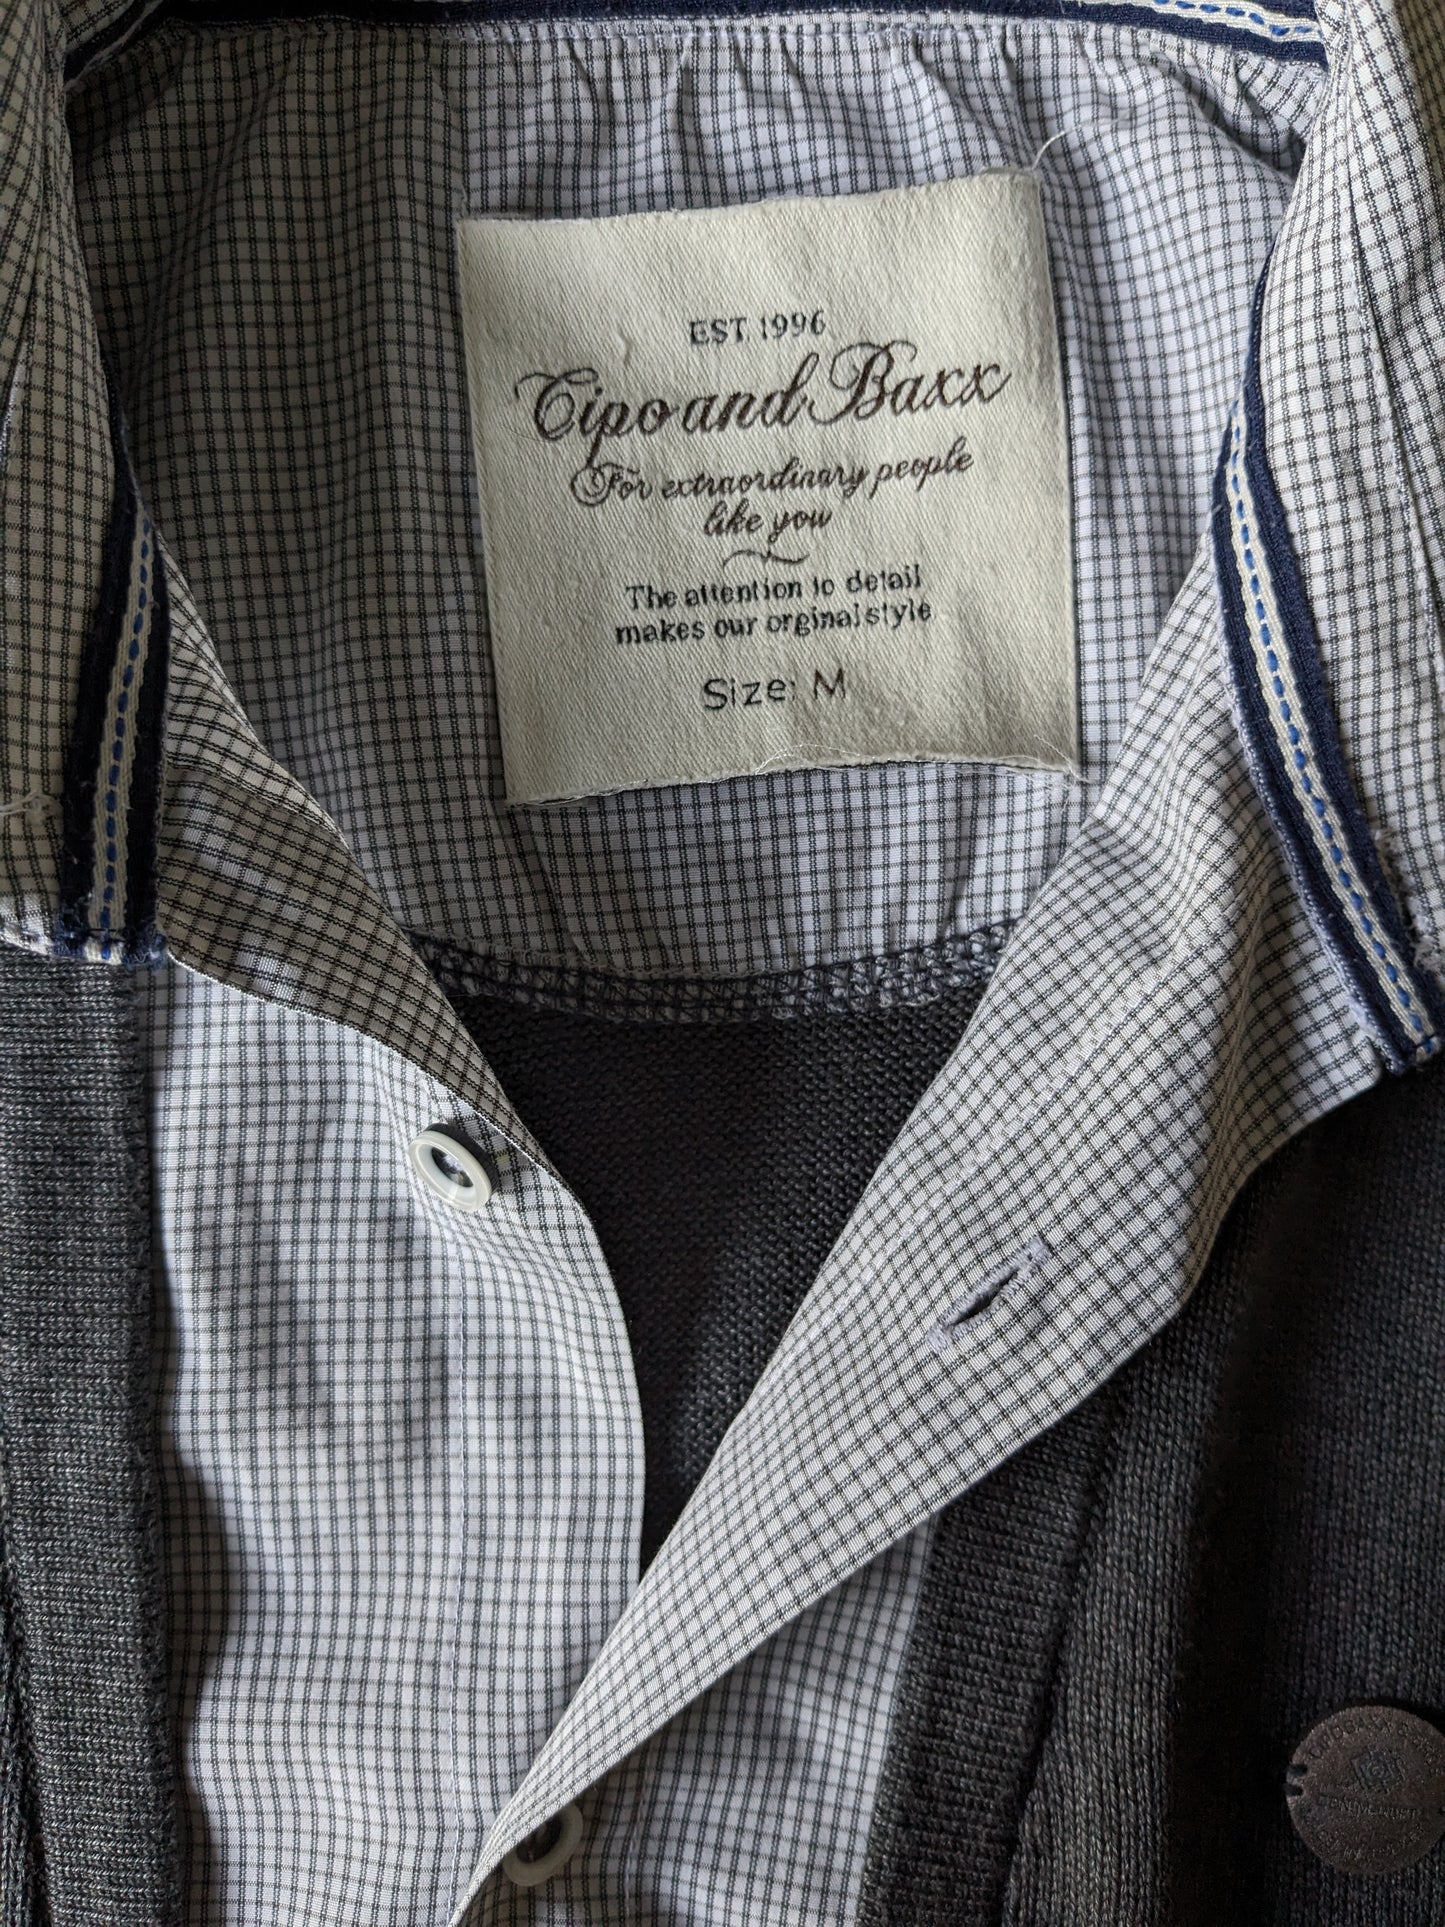 EST. 1996
Cipo and Baxx
For extraordinary people
like you
The attention to detail
makes our orginal style
Size: M